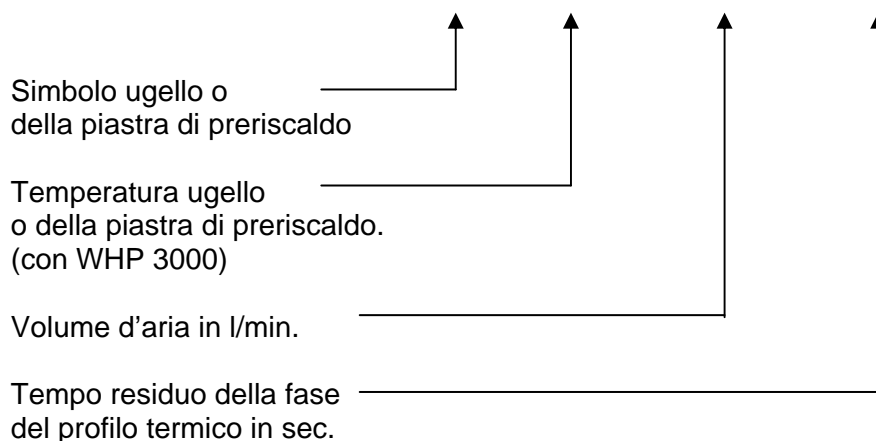 Simbolo ugello o
della piastra di preriscaldo
Temperatura ugello
o della piastra di preriscaldo.
(con WHP 3000)
Volume d’aria in l/min.
Tempo residuo della fase
del profilo termico in sec.